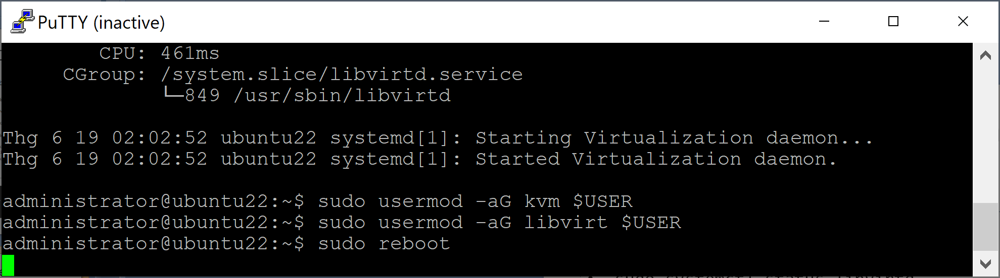 PuTTY (inactive)
CPU: 461ms
CGroup: /system.slice/libvirtd.service
└─849 /usr/sbin/libvirtd
Thg 6 19 02:02:52 ubuntu22 systemd[1]: Starting Virtualization daemon...
Thg 6 19 02:02:52 ubuntu22 systemd[1]: Started Virtualization daemon.
administrator@ubuntu22:~$ sudo usermod -aG kvm $USER
administrator@ubuntu22:~$ sudo usermod -aG libvirt $USER
administrator@ubuntu22:~$ sudo reboot